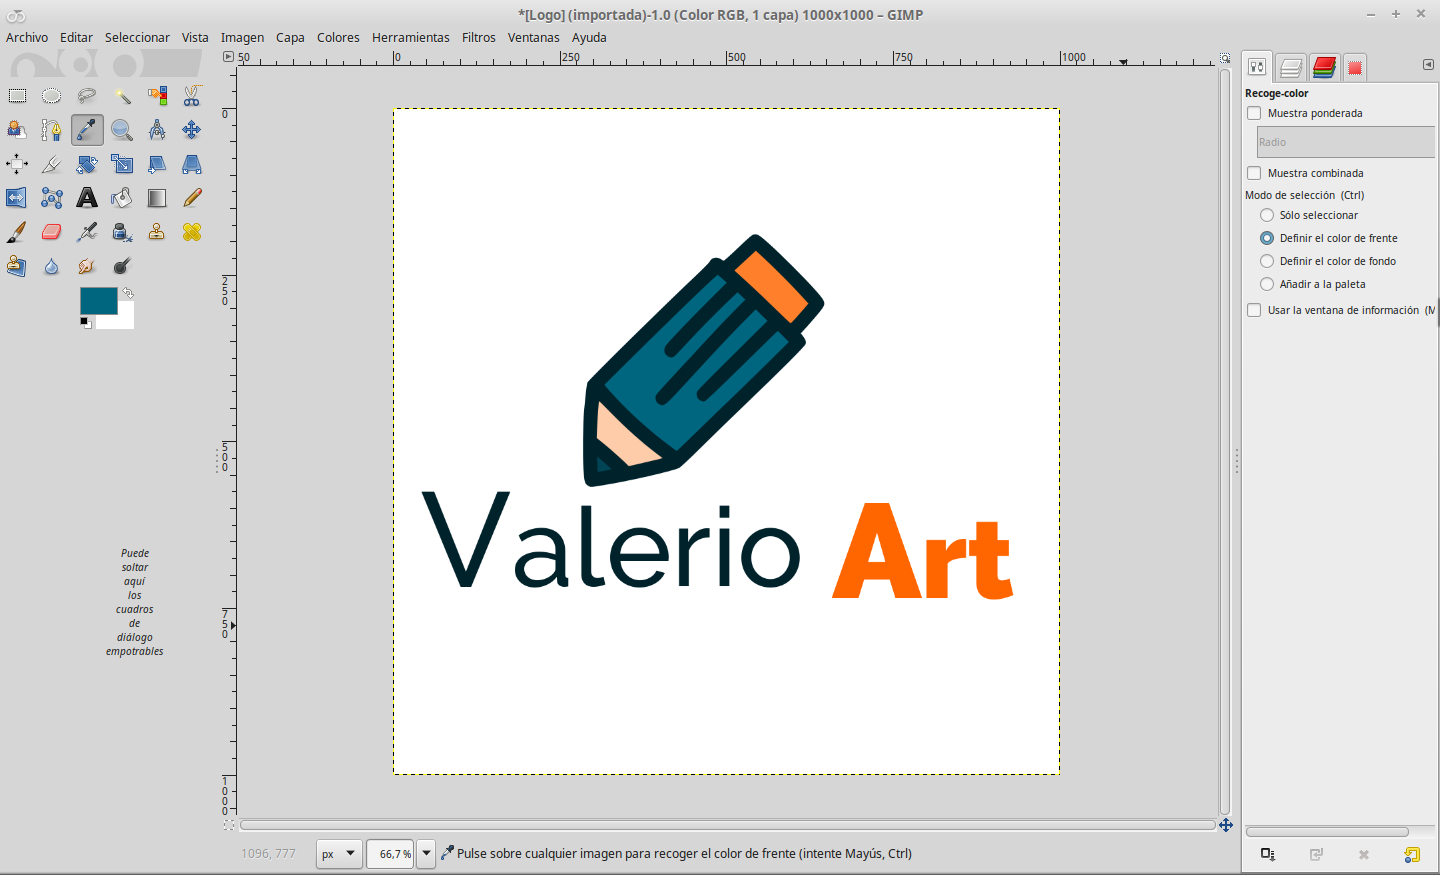 *[Logo] (importada)-1.0 (Color RGB, 1 capa) 1000x1000 – GIMP
Archivo Editar Seleccionar Vista Imagen Capa Colores Herramientas Filtros Ventanas Ayuda
50 0 250 500 750 1000
0
250
500
750
1000
Puede
soltar
aquí
los
cuadros
de
diálogo
empotrables
Valerio Art
Recoge-color
Muestra ponderada
Radio
Muestra combinada
Modo de selección (Ctrl)
Sólo seleccionar
Definir el color de frente
Definir el color de fondo
Añadir a la paleta
Usar la ventana de información (M
1096, 777 px 66,7 % Pulse sobre cualquier imagen para recoger el color de frente (intente Mayús, Ctrl)